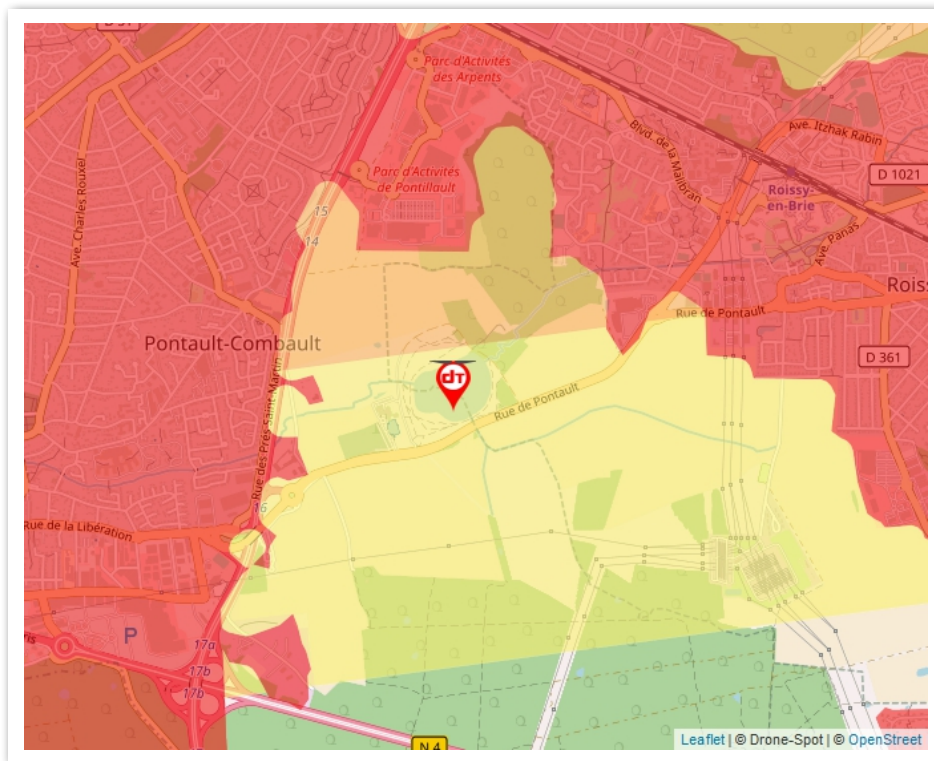 Parc d'Activités
des Arpents
Blvd. de la Malibran
Ave. Itzhak Rabin
D 1021
Roissy-
en-Brie
Parc d'Activités
de Pontillault
Ave. Charles Rouxel
15
14
Ave. Panas
Roiss
Rue de Pontault
Pontault-Combault
D 361
dT
Rue de Pontault
Rue des Prés Saint-Martin
16
Rue de la Libération
P
17a
17b
17b
N 4
Leaflet | © Drone-Spot | © OpenStreet